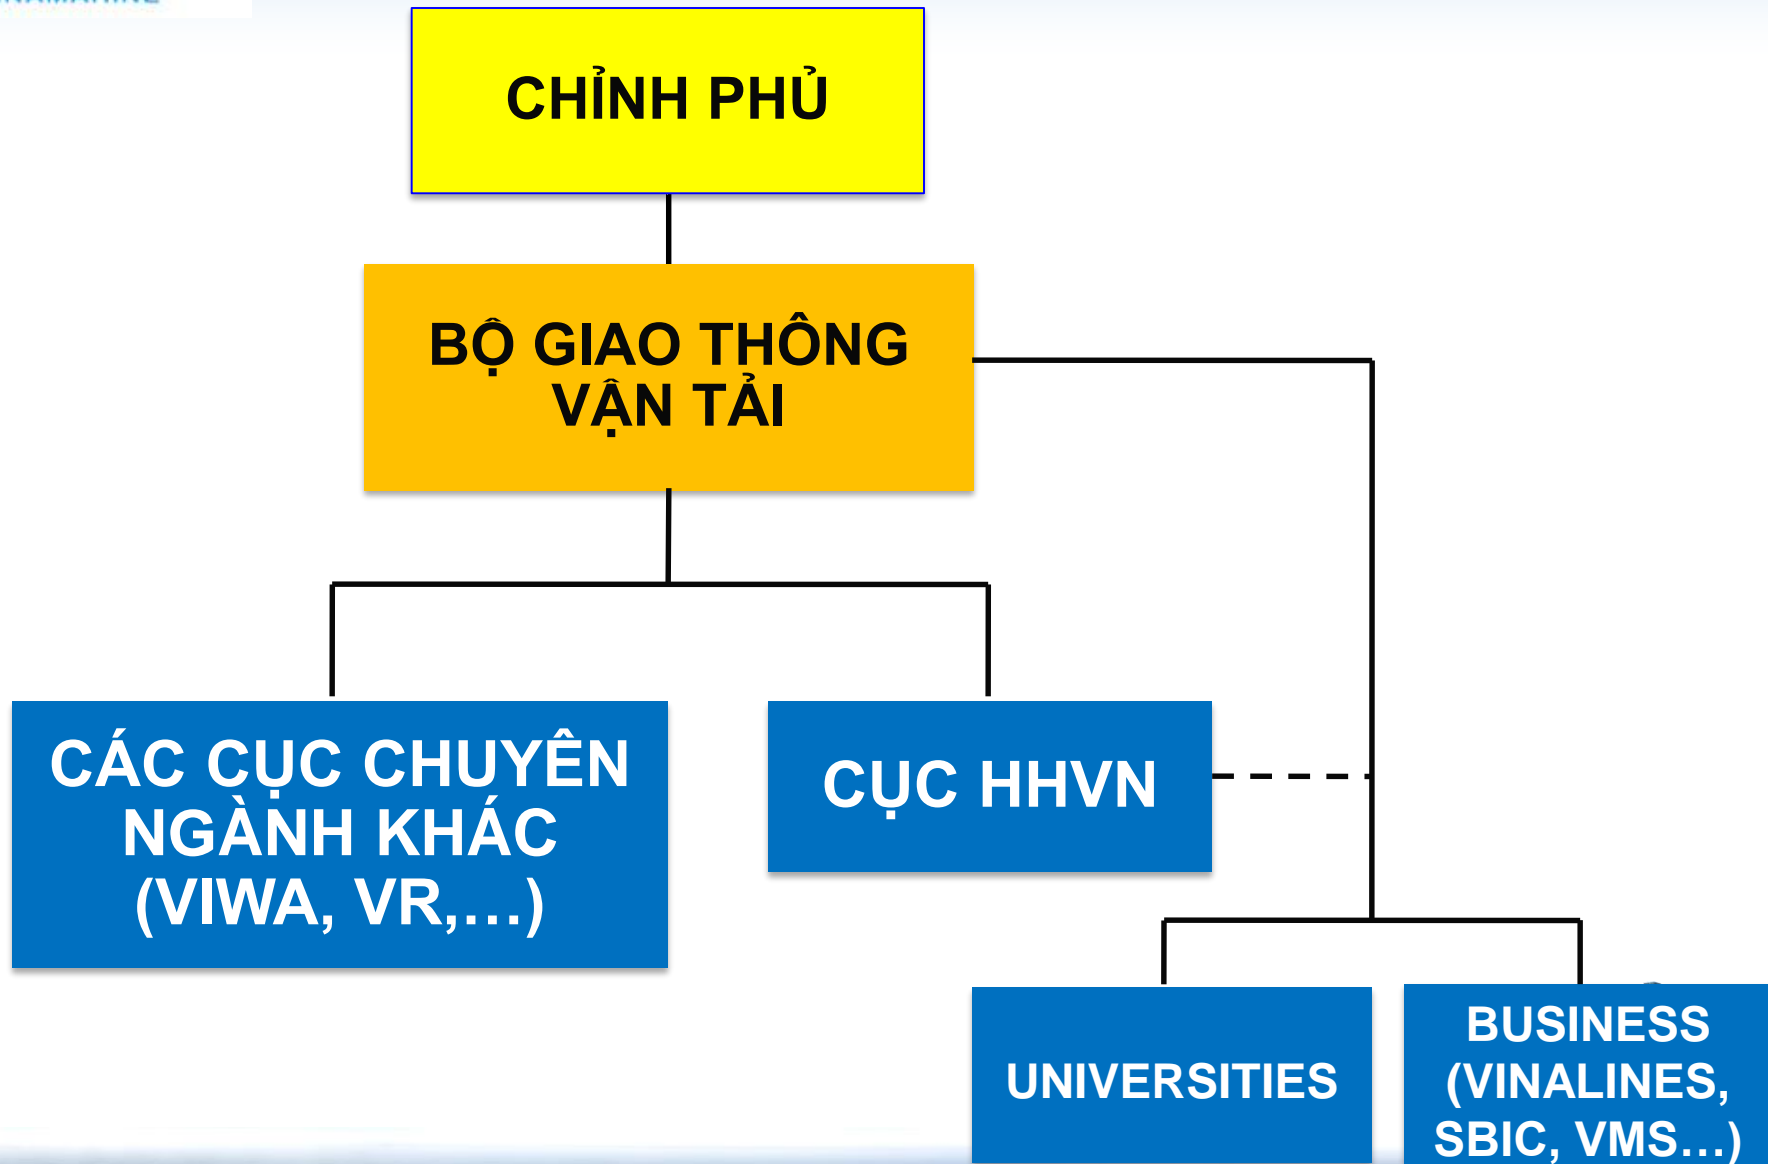 CHỈNH PHỦ
BỘ GIAO THÔNG
VẬN TẢI
CÁC CỤC CHUYÊN
NGÀNH KHÁC
(VIWA, VR,…)
CỤC HHVN
UNIVERSITIES
BUSINESS
(VINALINES,
SBIC, VMS…)